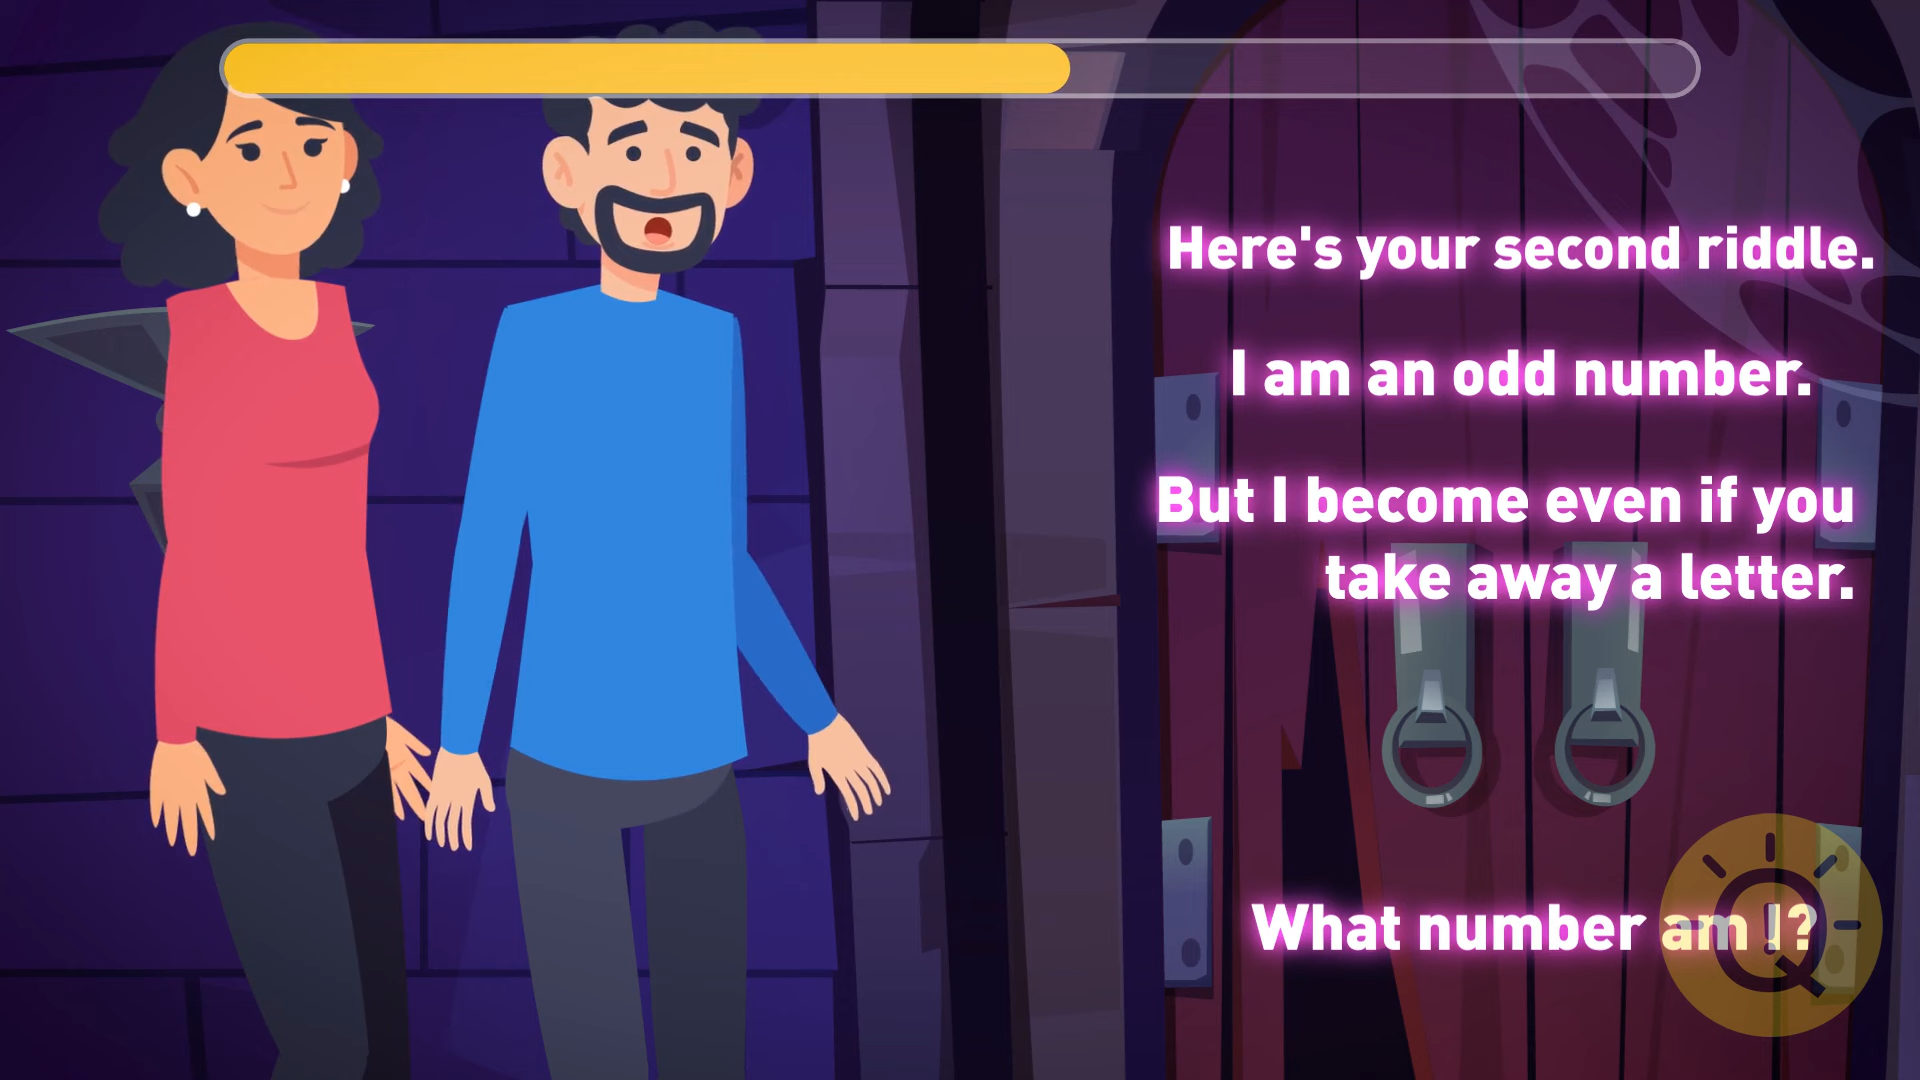 Here's your second riddle.
I am an odd number.
But I become even if you
take away a letter.
What number am I?